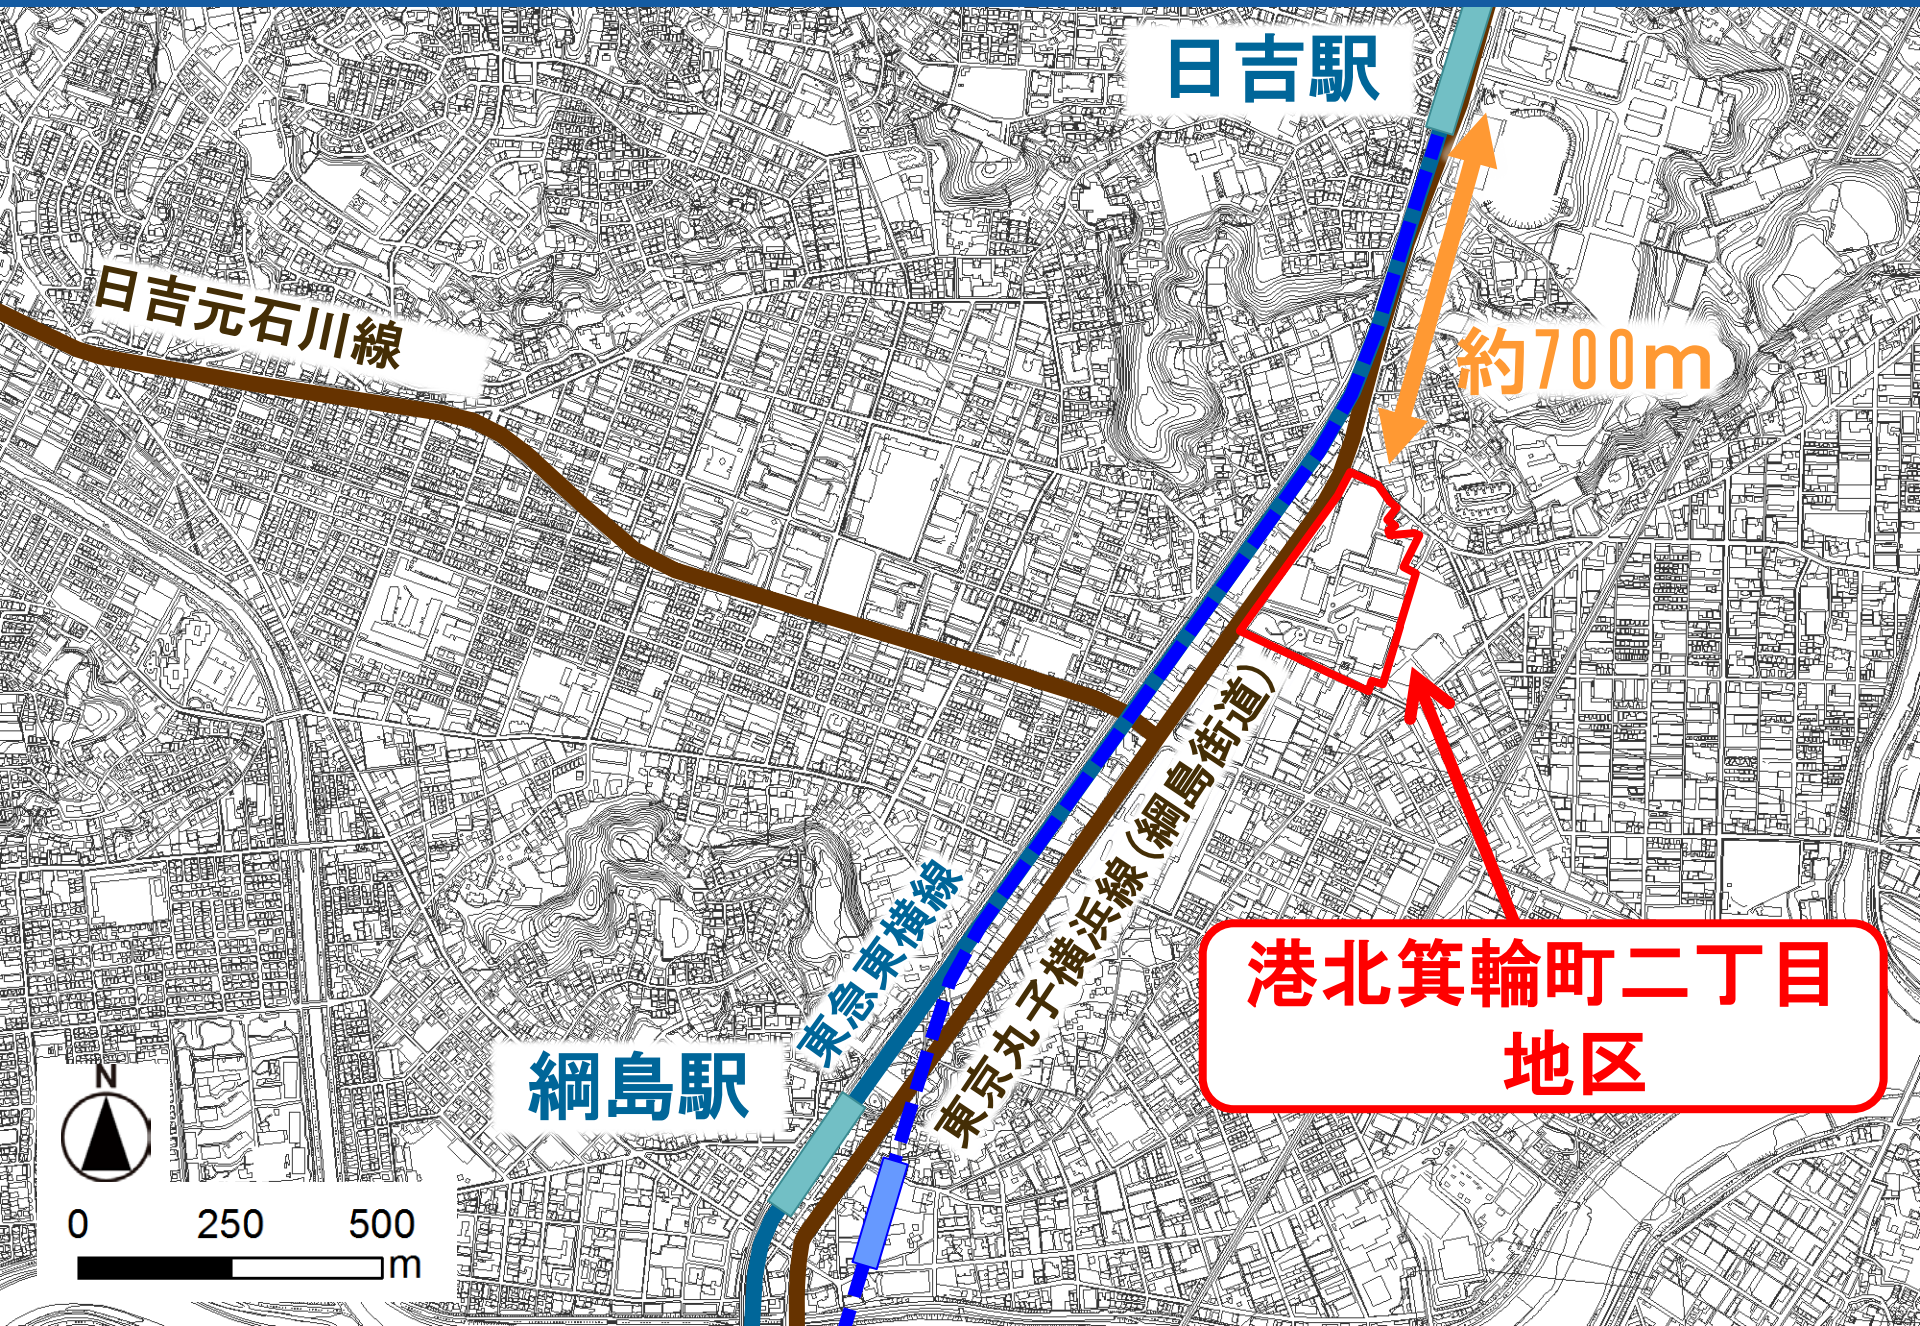 日吉駅
日吉元石川線
約700m
東京丸子横浜線(綱島街道)
東急東横線
港北箕輪町二丁目
地区
綱島駅
N
0 250 500
m